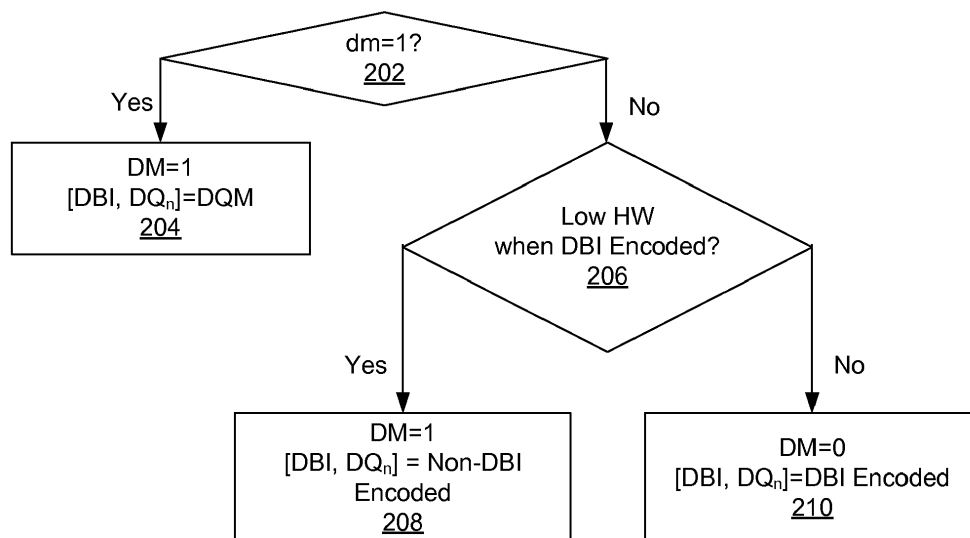 dm=1?
202
Yes
No
DM=1
[DBI, DQₙ]=DQM
204
Low HW
when DBI Encoded?
206
Yes
No
DM=1
[DBI, DQₙ] = Non-DBI
Encoded
208
DM=0
[DBI, DQₙ]=DBI Encoded
210